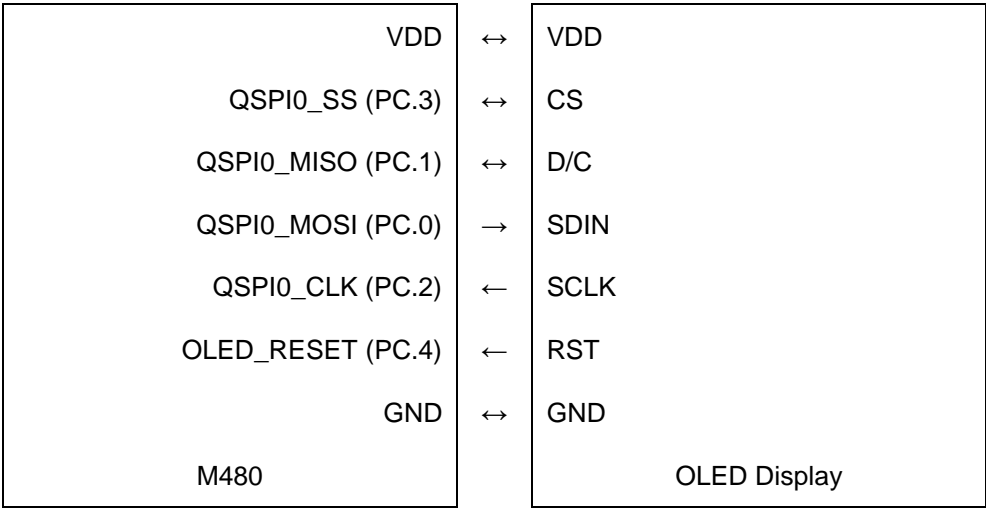 VDD ↔ VDD
QSPI0_SS (PC.3) ↔ CS
QSPI0_MISO (PC.1) ↔ D/C
QSPI0_MOSI (PC.0) → SDIN
QSPI0_CLK (PC.2) ← SCLK
OLED_RESET (PC.4) ← RST
GND ↔ GND
M480 OLED Display